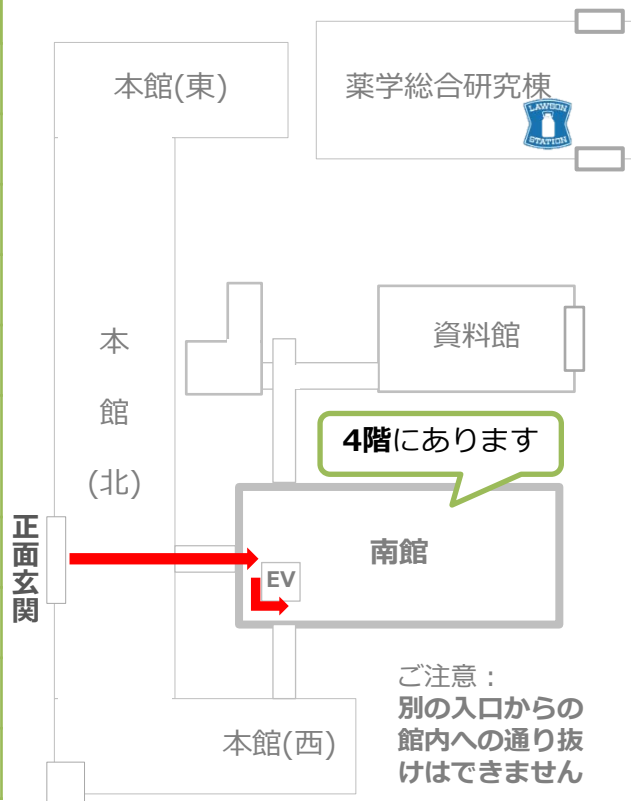 本館(東)
薬学総合研究棟
LAWSON
STATION
資料館
本
館
(北)
4階にあります
正面玄関
南館
EV
ご注意：
別の入口からの
館内への通り抜
けはできません
本館(西)